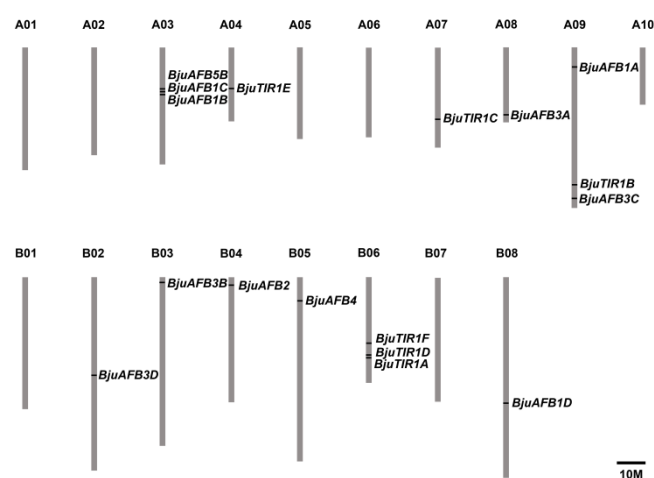 A01 A02 A03 A04 A05 A06 A07 A08 A09 A10
BjuAFB1A
BjuAFB5B
BjuAFB1C BjuTIR1E
BjuAFB1B
BjuAFB3A
BjuTIR1C
BjuTIR1B
BjuAFB3C
B01 B02 B03 B04 B05 B06 B07 B08
BjuAFB3B BjuAFB2
BjuAFB4
BjuTIR1F
BjuTIR1D
BjuTIR1A
BjuAFB3D
BjuAFB1D
10M